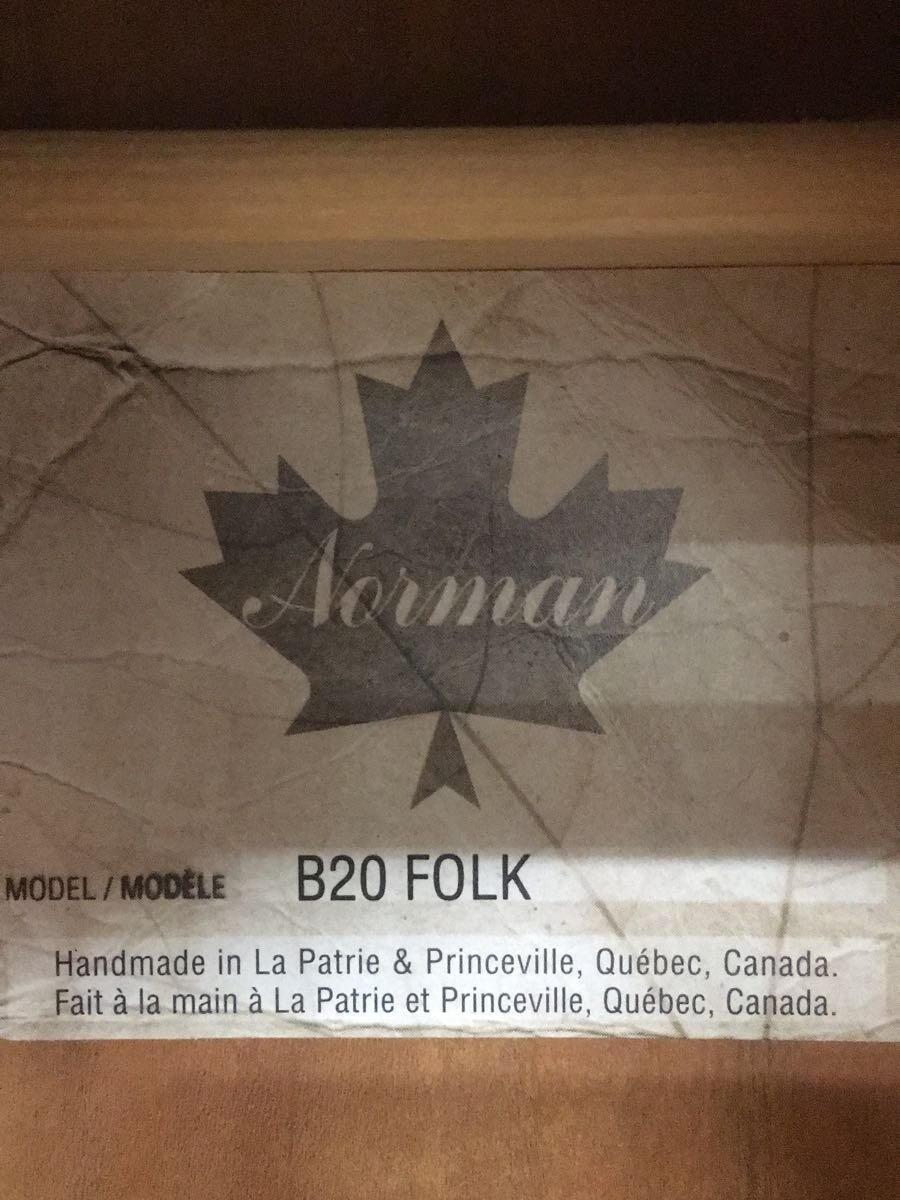 Norman
MODEL / MODÈLE B20 FOLK
Handmade in La Patrie & Princeville, Québec, Canada.
Fait à la main à La Patrie et Princeville, Québec, Canada.